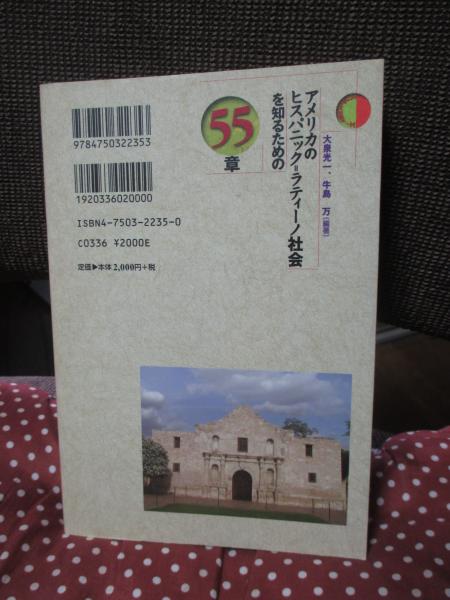 アメリカの
ヒスパニック=ラティーノ社会
を知るための
55
章
大泉光一、牛島 万[編著]
9784750322353
1920336020000
ISBN4-7503-2235-0
C0336 ¥2000E
定価▶本体2,000円+税